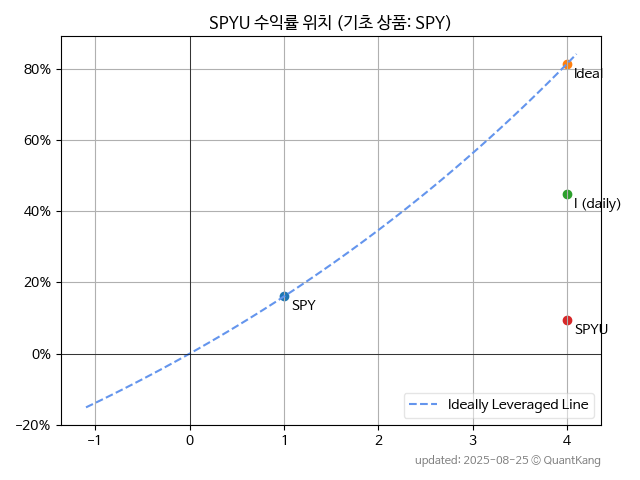 SPYU 수익률 위치 (기초 상품: SPY)
80%
60%
40%
20%
0%
−20%
Ideal
I (daily)
SPY
SPYU
Ideally Leveraged Line
−1 0 1 2 3 4
updated: 2025-08-25 © QuantKang